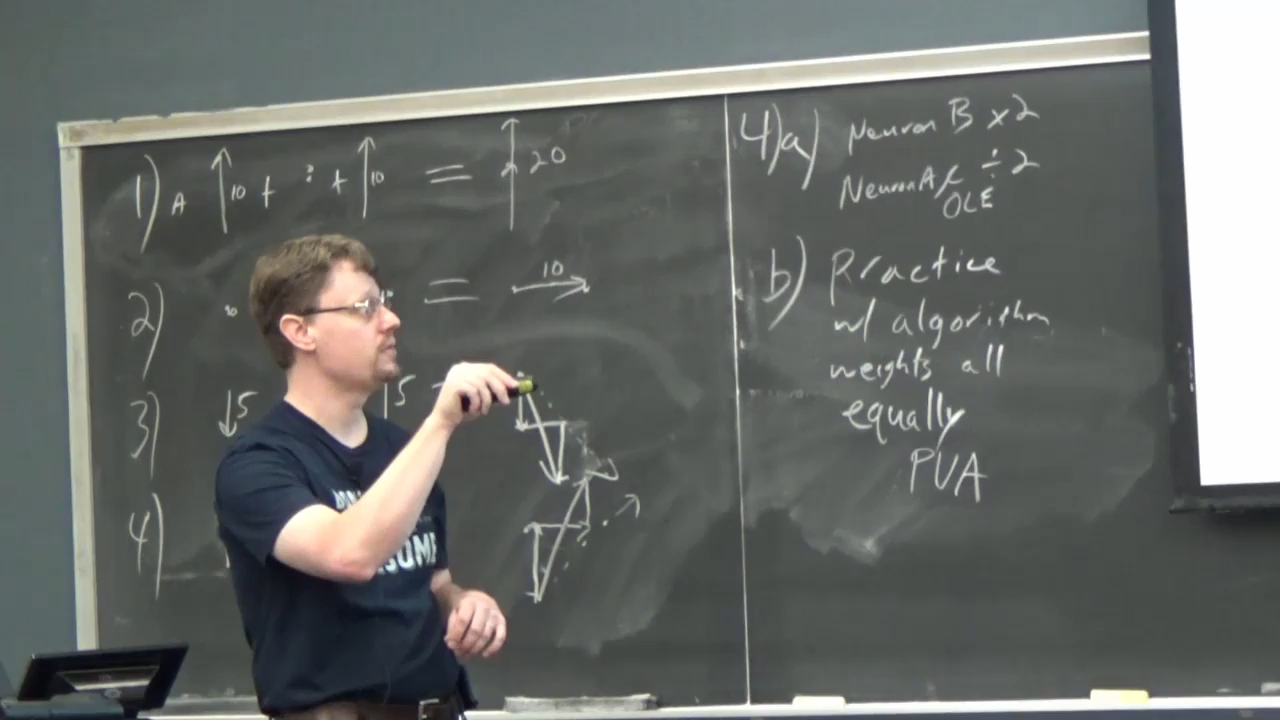 1) A 10 + : + 10 = 20
2) = 10
3) 5 15
4)
4)a) Neuron B x2
Neuron A/C ÷2
OLE
b) Practice
w/ algorithm
weights all
equally
PVA